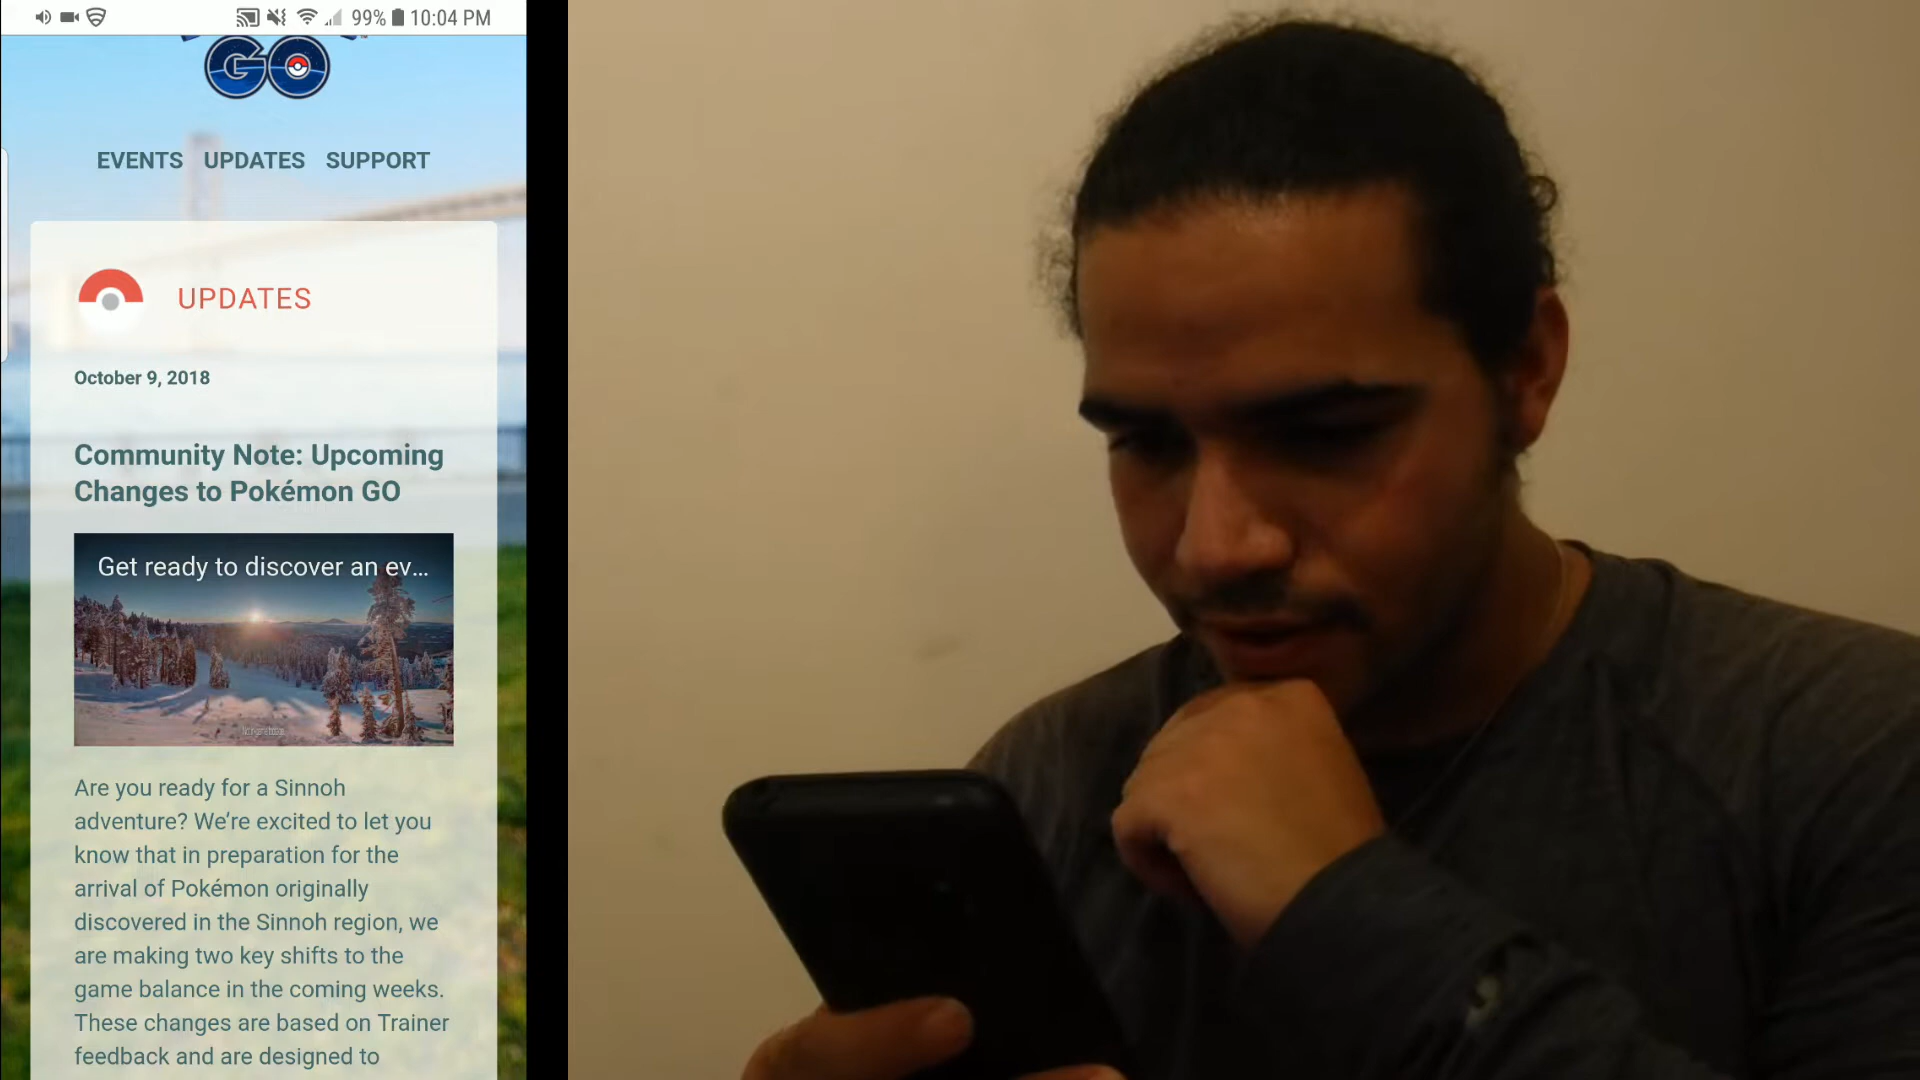 99% 10:04 PM
GO
EVENTS UPDATES SUPPORT
UPDATES
October 9, 2018
Community Note: Upcoming
Changes to Pokémon GO
Get ready to discover an ev...
Are you ready for a Sinnoh
adventure? We're excited to let you
know that in preparation for the
arrival of Pokémon originally
discovered in the Sinnoh region, we
are making two key shifts to the
game balance in the coming weeks.
These changes are based on Trainer
feedback and are designed to